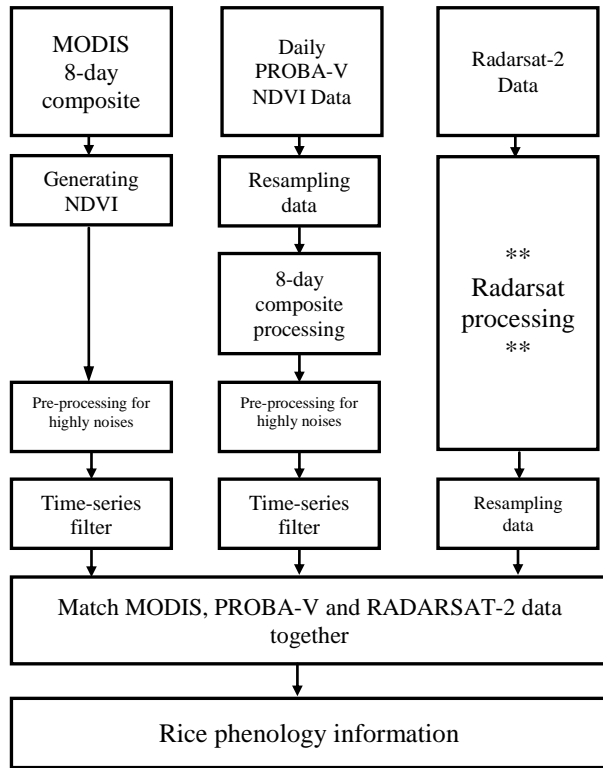 MODIS
8-day
composite
Daily
PROBA-V
NDVI Data
Radarsat-2
Data
Generating
NDVI
Resampling
data
**
Radarsat
processing
**
8-day
composite
processing
Pre-processing for
highly noises
Pre-processing for
highly noises
Time-series
filter
Time-series
filter
Resampling
data
Match MODIS, PROBA-V and RADARSAT-2 data
together
Rice phenology information